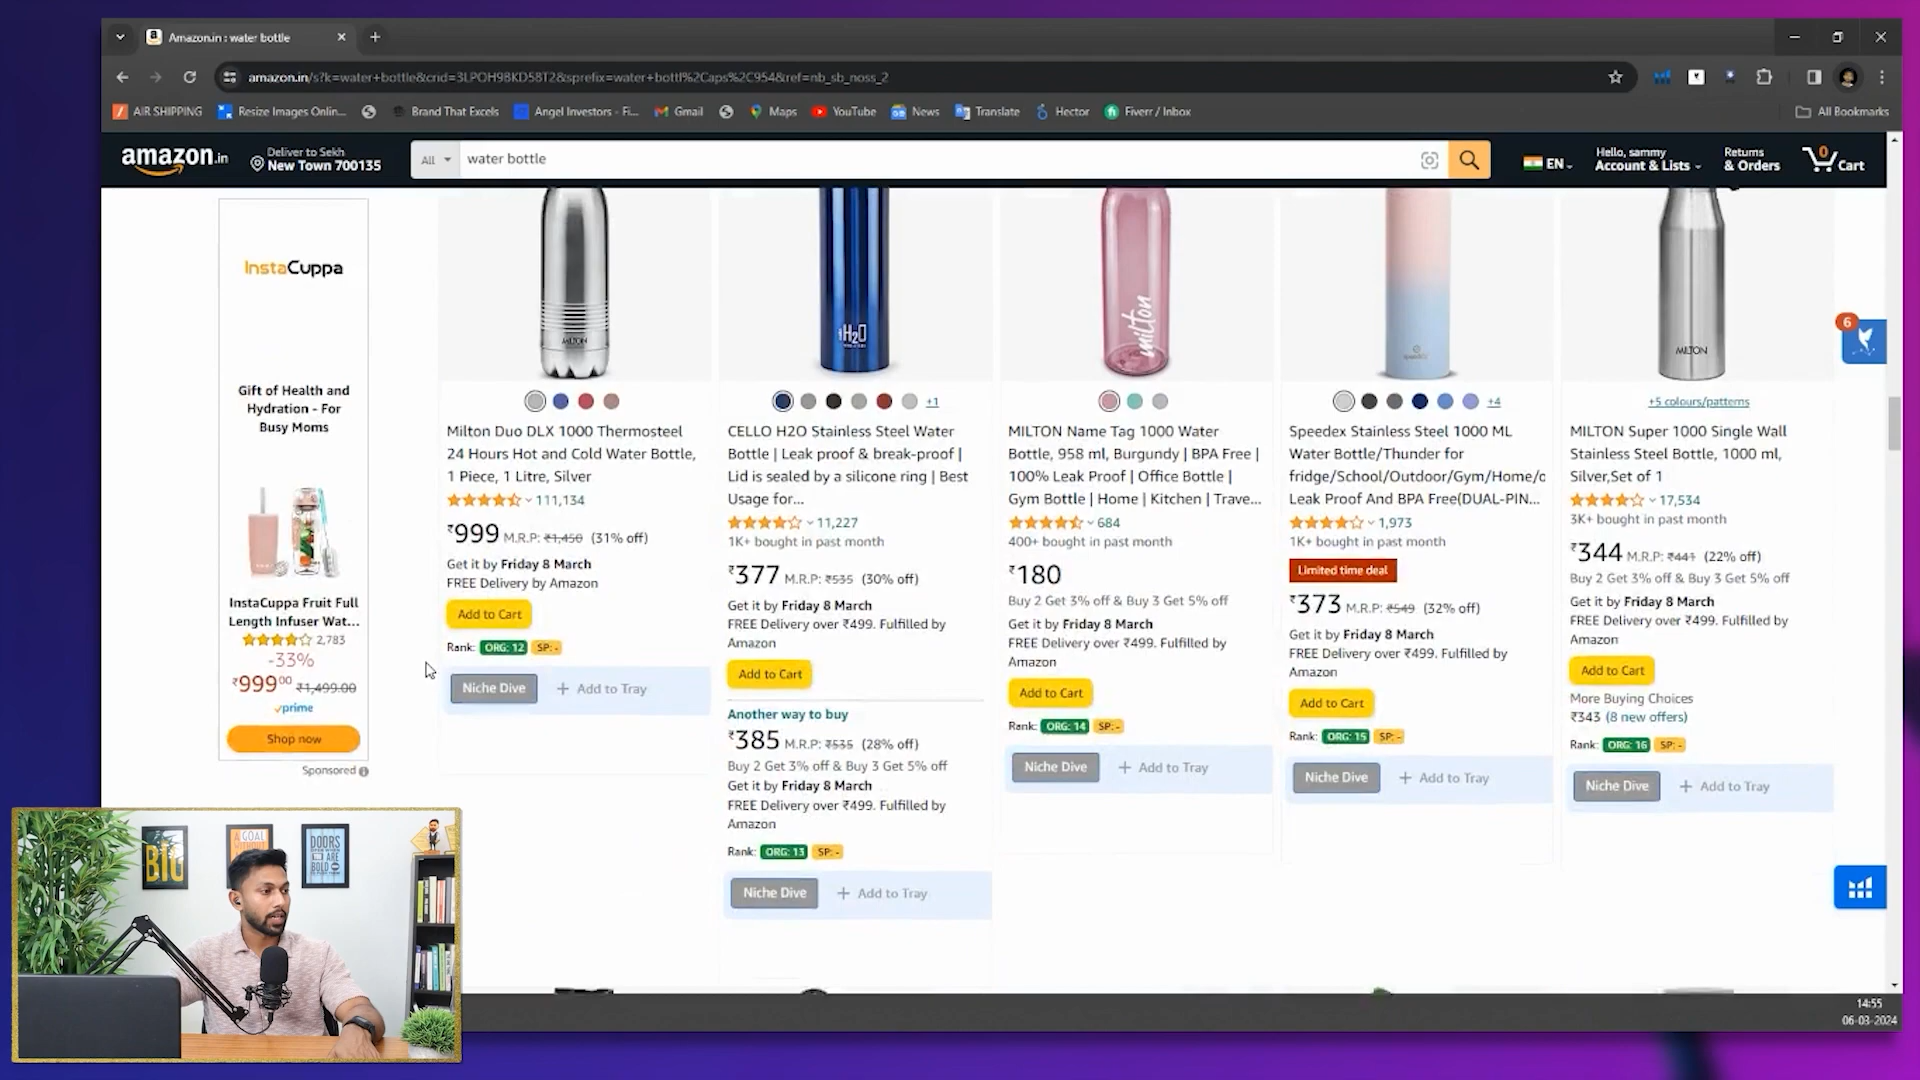 Amazon.in : water bottle
amazon.in/s?k=water+bottle&crid=3LPOH98KD58T2&sprefix=water+bottl%2Caps%2C954&ref=nb_sb_noss_2
AIR SHIPPING
Resize Images Onlin...
Brand That Excels
Angel Investors - Fi...
Gmail
Maps
YouTube
News
Translate
Hector
Fiverr / Inbox
All Bookmarks
amazon.in
Deliver to Sekh
New Town 700135
All
water bottle
EN
Hello, sammy
Account & Lists
Returns
& Orders
0
Cart
InstaCuppa
Gift of Health and
Hydration - For
Busy Moms
InstaCuppa Fruit Full
Length Infuser Wat...
2,783
-33%
₹999⁰⁰ ₹1,499.00
prime
Shop now
Sponsored
MILTON
Milton Duo DLX 1000 Thermosteel
24 Hours Hot and Cold Water Bottle,
1 Piece, 1 Litre, Silver
111,134
₹999 M.R.P: ₹1,450 (31% off)
Get it by Friday 8 March
FREE Delivery by Amazon
Add to Cart
Rank: ORG: 12 SP: -
Niche Dive + Add to Tray
H2O
+1
CELLO H2O Stainless Steel Water
Bottle | Leak proof & break-proof |
Lid is sealed by a silicone ring | Best
Usage for...
11,227
1K+ bought in past month
₹377 M.R.P: ₹535 (30% off)
Get it by Friday 8 March
FREE Delivery over ₹499. Fulfilled by
Amazon
Add to Cart
Another way to buy
₹385 M.R.P: ₹535 (28% off)
Buy 2 Get 3% off & Buy 3 Get 5% off
Get it by Friday 8 March
FREE Delivery over ₹499. Fulfilled by
Amazon
Rank: ORG: 13 SP: -
Niche Dive + Add to Tray
milton
MILTON Name Tag 1000 Water
Bottle, 958 ml, Burgundy | BPA Free |
100% Leak Proof | Office Bottle |
Gym Bottle | Home | Kitchen | Trave...
684
400+ bought in past month
₹180
Buy 2 Get 3% off & Buy 3 Get 5% off
Get it by Friday 8 March
FREE Delivery over ₹499. Fulfilled by
Amazon
Add to Cart
Rank: ORG: 14 SP: -
Niche Dive + Add to Tray
+4
Speedex Stainless Steel 1000 ML
Water Bottle/Thunder for
fridge/School/Outdoor/Gym/Home/o
Leak Proof And BPA Free(DUAL-PIN...
1,973
1K+ bought in past month
Limited time deal
₹373 M.R.P: ₹549 (32% off)
Get it by Friday 8 March
FREE Delivery over ₹499. Fulfilled by
Amazon
Add to Cart
Rank: ORG: 15 SP: -
Niche Dive + Add to Tray
MILTON
+5 colours/patterns
MILTON Super 1000 Single Wall
Stainless Steel Bottle, 1000 ml,
Silver,Set of 1
17,534
3K+ bought in past month
₹344 M.R.P: ₹441 (22% off)
Buy 2 Get 3% off & Buy 3 Get 5% off
Get it by Friday 8 March
FREE Delivery over ₹499. Fulfilled by
Amazon
Add to Cart
More Buying Choices
₹343 (8 new offers)
Rank: ORG: 16 SP: -
Niche Dive + Add to Tray
6
BIG
A GOAL
DOORS
ARE
BOLD
14:55
06-03-2024